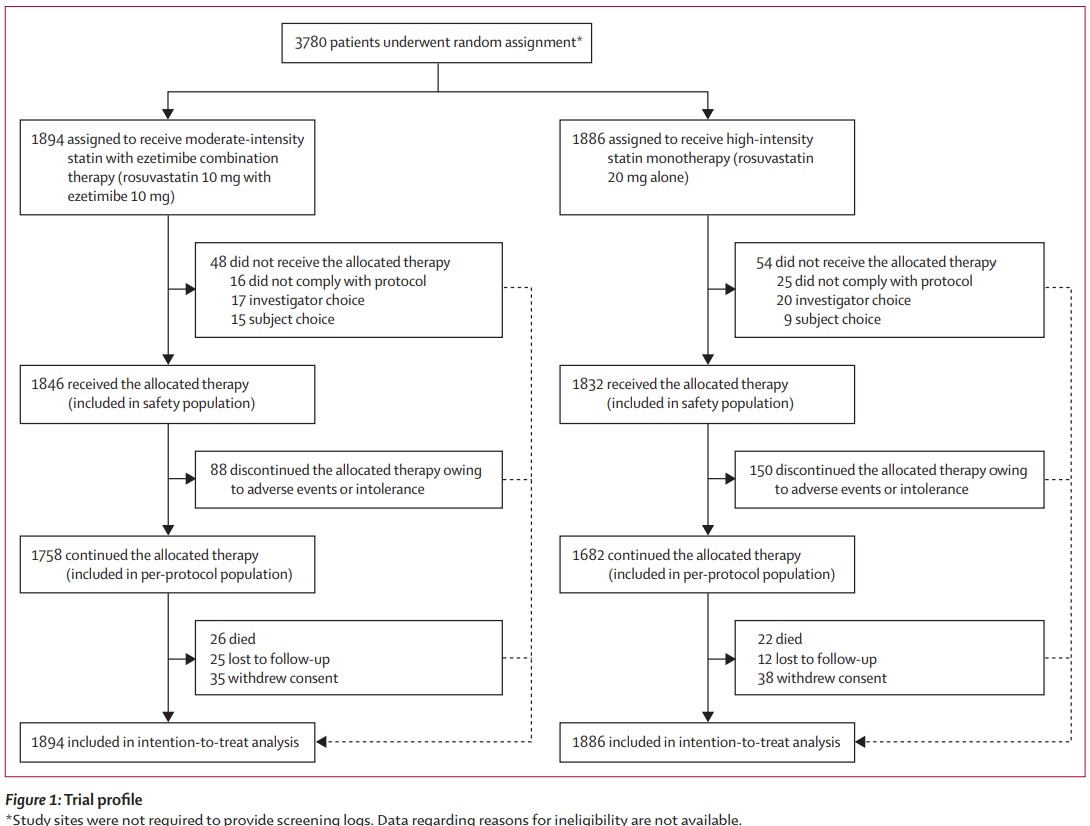 3780 patients underwent random assignment*
1894 assigned to receive moderate-intensity
statin with ezetimibe combination
therapy (rosuvastatin 10 mg with
ezetimibe 10 mg)
1886 assigned to receive high-intensity
statin monotherapy (rosuvastatin
20 mg alone)
48 did not receive the allocated therapy
16 did not comply with protocol
17 investigator choice
15 subject choice
54 did not receive the allocated therapy
25 did not comply with protocol
20 investigator choice
9 subject choice
1846 received the allocated therapy
(included in safety population)
1832 received the allocated therapy
(included in safety population)
88 discontinued the allocated therapy owing
to adverse events or intolerance
150 discontinued the allocated therapy owing
to adverse events or intolerance
1758 continued the allocated therapy
(included in per-protocol population)
1682 continued the allocated therapy
(included in per-protocol population)
26 died
25 lost to follow-up
35 withdrew consent
22 died
12 lost to follow-up
38 withdrew consent
1894 included in intention-to-treat analysis
1886 included in intention-to-treat analysis
Figure 1: Trial profile
*Study sites were not required to provide screening logs. Data regarding reasons for ineligibility are not available.